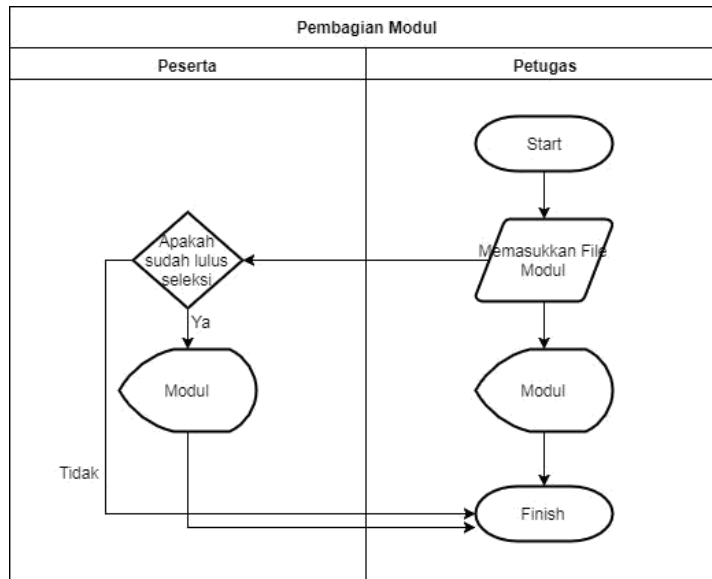 Pembagian Modul
Peserta
Petugas
Start
Apakah
sudah lulus
seleksi
Memasukkan File
Modul
Ya
Modul
Modul
Tidak
Finish